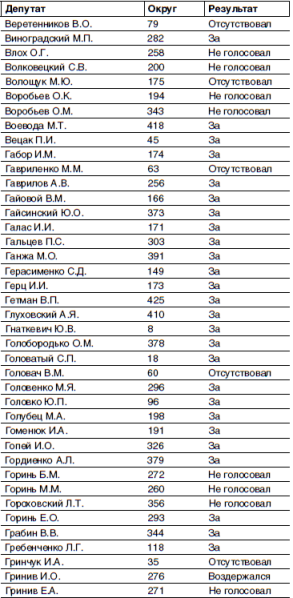 Депутат Округ Результат
Веретенников В.О. 79 Отсутствовал
Виноградский М.П. 282 За
Влох О.Г. 258 Не голосовал
Волковецкий С.В. 200 Не голосовал
Волощук М.Ю. 175 Отсутствовал
Воробьев О.К. 194 Не голосовал
Воробьев О.М. 343 Не голосовал
Воевода М.Т. 418 За
Вецак П.И. 45 За
Габор И.М. 174 За
Гавриленко М.М. 63 Отсутствовал
Гаврилов А.В. 256 За
Гайовой В.М. 166 За
Гайсинский Ю.О. 373 За
Галас И.И. 171 За
Гальцев П.С. 303 За
Ганжа М.О. 391 За
Герасименко С.Д. 149 За
Герц И.И. 173 За
Гетман В.П. 425 За
Глуховский А.Я. 410 За
Гнаткевич Ю.В. 8 За
Голобородько О.М. 378 За
Головатый С.П. 18 За
Головач В.М. 60 Отсутствовал
Головенко М.Я. 296 За
Головко Ю.П. 96 За
Голубец М.А. 198 За
Гоменюк И.А. 191 За
Гопей И.О. 326 За
Гордиенко А.Л. 379 За
Горинь Б.М. 272 Не голосовал
Горинь М.М. 260 Не голосовал
Гороховский Л.Т. 356 Не голосовал
Горинь Е.О. 293 За
Грабин В.В. 344 За
Гребенченко Л.Г. 118 За
Гринчук И.А. 35 Отсутствовал
Гринив И.О. 276 Воздержался
Гринив Е.А. 271 Не голосовал